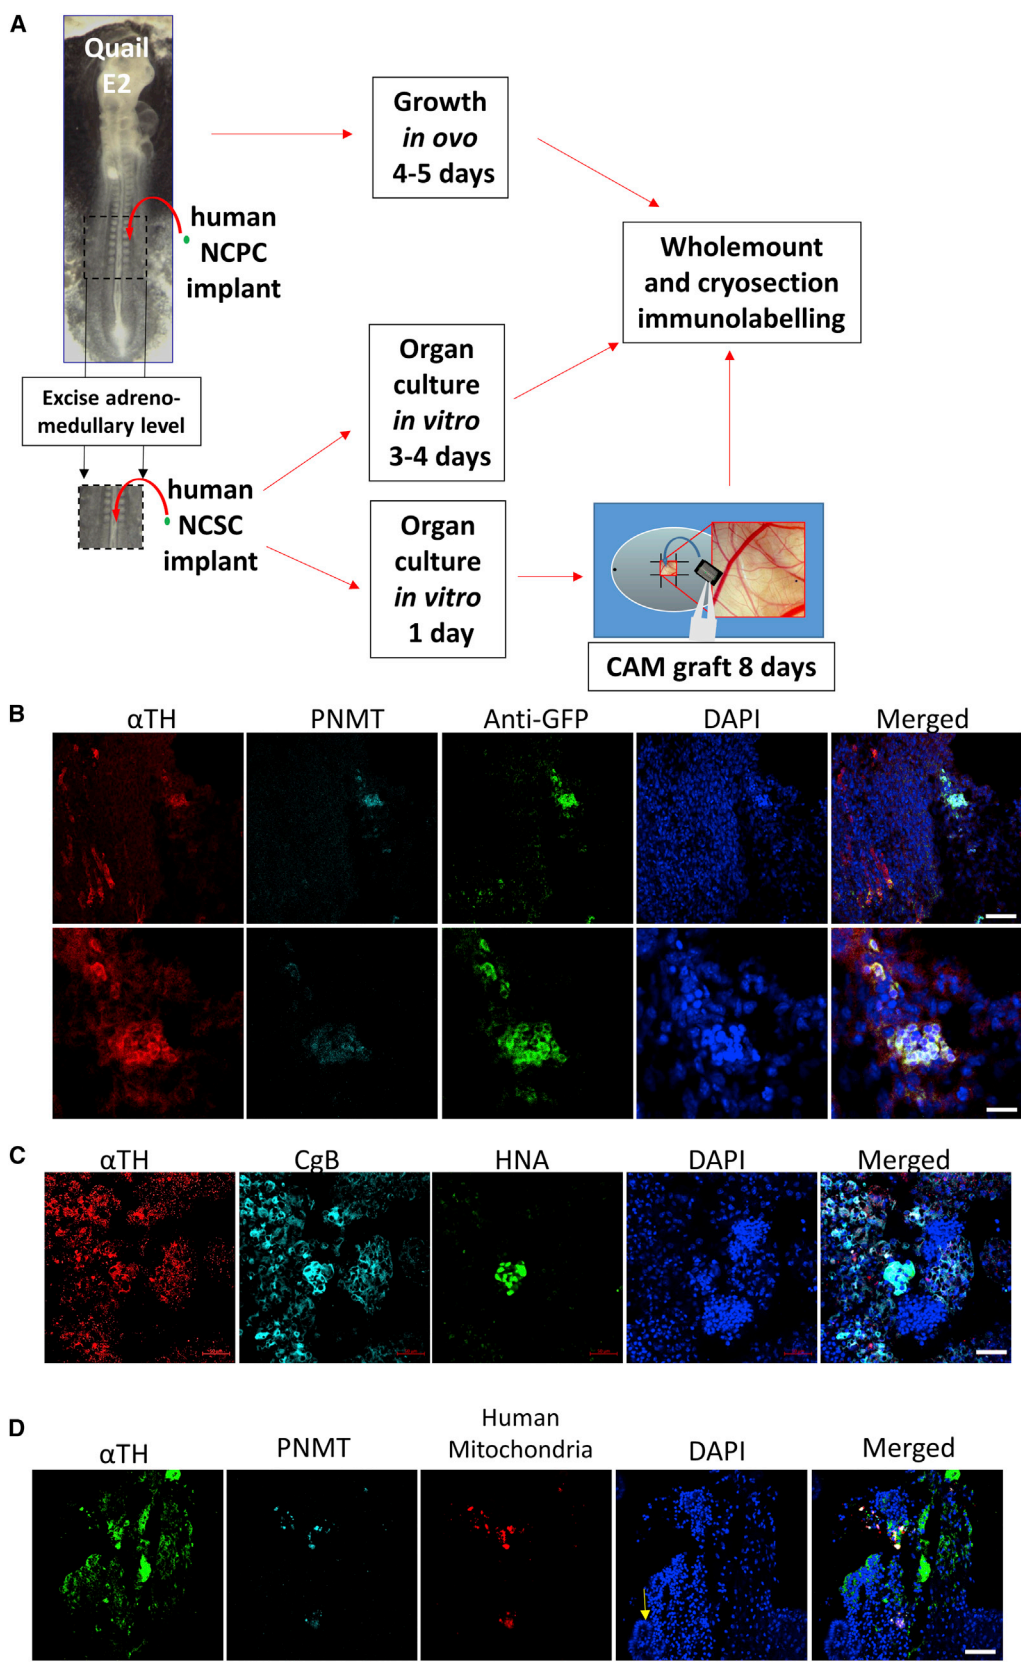 A
Quail
E2
human
NCPC
implant
Growth
in ovo
4-5 days
Wholemount
and cryosection
immunolabelling
Excise adreno-
medullary level
human
NCSC
implant
Organ
culture
in vitro
3-4 days
Organ
culture
in vitro
1 day
CAM graft 8 days
B
αTH PNMT Anti-GFP DAPI Merged
C
αTH CgB HNA DAPI Merged
D
αTH PNMT Human Mitochondria DAPI Merged